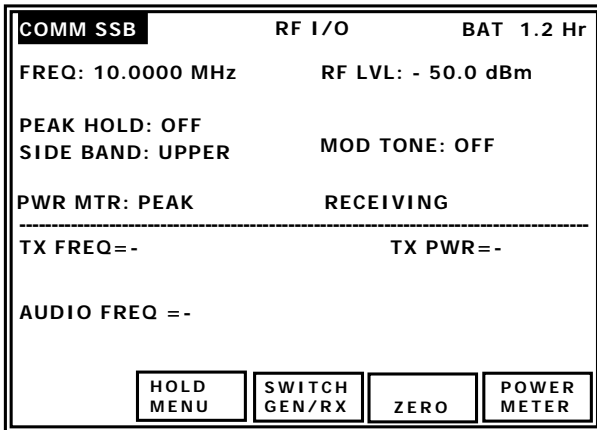 COMM SSB RF I/O BAT 1.2 Hr
FREQ: 10.0000 MHz RF LVL: - 50.0 dBm
PEAK HOLD: OFF
SIDE BAND: UPPER MOD TONE: OFF
PWR MTR: PEAK RECEIVING
TX FREQ=- TX PWR=-
AUDIO FREQ =-
HOLD MENU SWITCH GEN/RX ZERO POWER METER